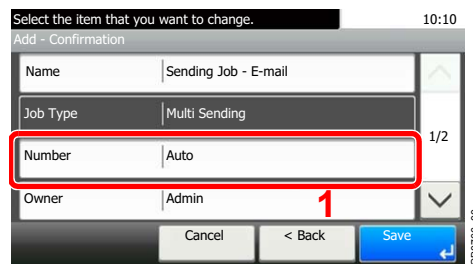 Select the item that you want to change.
10:10
Add - Confirmation
Name
Sending Job - E-mail
Job Type
Multi Sending
1/2
Number
Auto
Owner
Admin
1
Cancel
< Back
Save